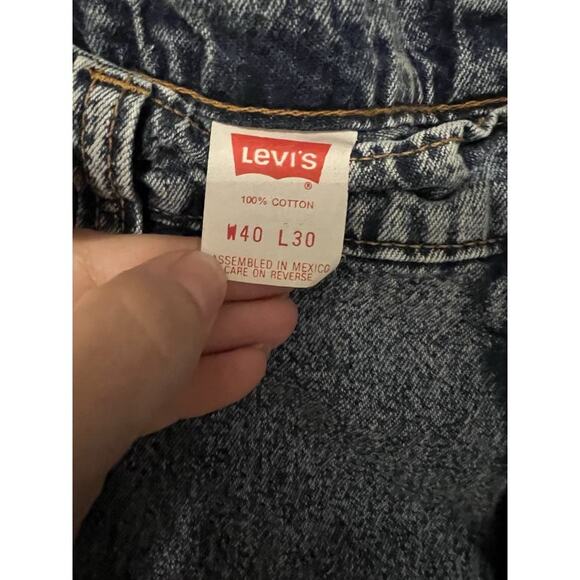 LEVI'S
®
100% COTTON
W40 L30
ASSEMBLED IN MEXICO
CARE ON REVERSE